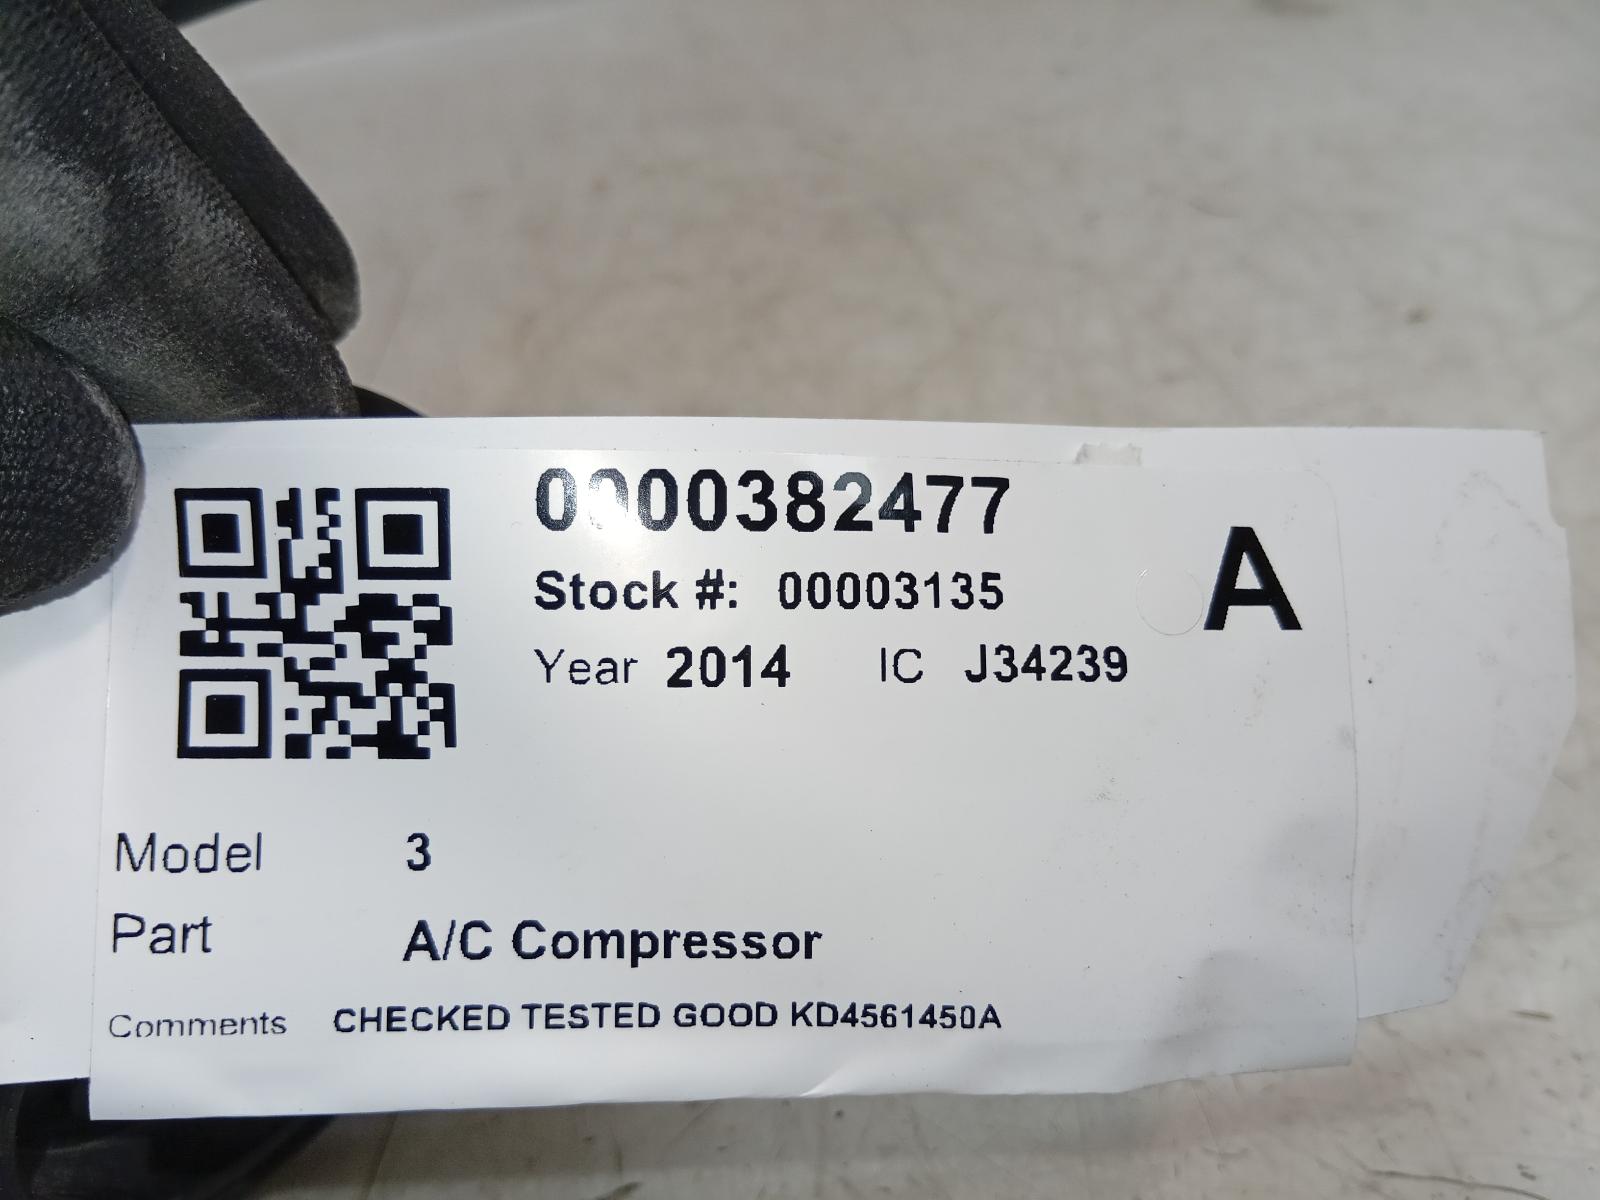 0000382477
Stock #: 00003135
A
Year 2014 IC J34239
Model 3
Part A/C Compressor
Comments CHECKED TESTED GOOD KD4561450A